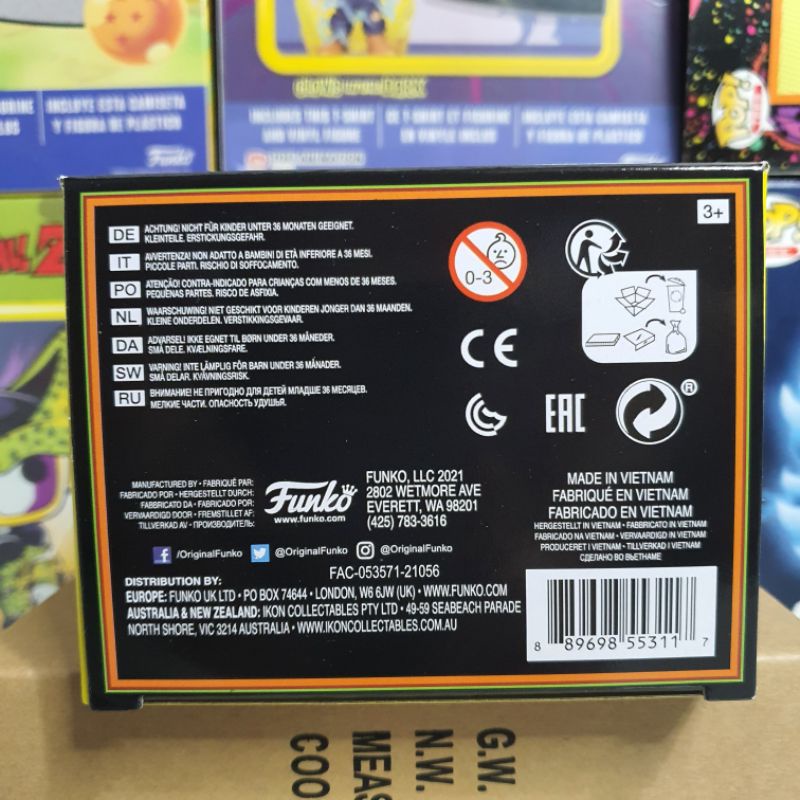 INCLUYE ESTA CAMISETA
Y FIGURA DE PLÁSTICO
Funko
3+
DE ACHTUNG! NICHT FÜR KINDER UNTER 36 MONATEN GEEIGNET.
KLEINTEILE. ERSTICKUNGSGEFAHR.
IT AVVERTENZA! NON ADATTO A BAMBINI DI ETÀ INFERIORE A 36 MESI.
PICCOLE PARTI. RISCHIO DI SOFFOCAMENTO.
PO ATENÇÃO! CONTRA-INDICADO PARA CRIANÇAS COM MENOS DE 36 MESES.
PEQUENAS PARTES. RISCO DE ASFIXIA.
NL WAARSCHUWING! NIET GESCHIKT VOOR KINDEREN JONGER DAN 36 MAANDEN.
KLEINE ONDERDELEN. VERSTIKKINGSGEVAAR.
DA ADVARSEL! IKKE EGNET TIL BØRN UNDER 36 MÅNEDER.
SMÅ DELE. KVÆLNINGSFARE.
SW VARNING! INTE LÄMPLIG FÖR BARN UNDER 36 MÅNADER.
SMÅ DELAR. KVÄVNINGSRISK.
RU ВНИМАНИЕ! НЕ ПРИГОДНО ДЛЯ ДЕТЕЙ МЛАДШЕ 36 МЕСЯЦЕВ.
МЕЛКИЕ ЧАСТИ. ОПАСНОСТЬ УДУШЬЯ.
0-3
CE
EAC
®
MANUFACTURED BY • FABRIQUÉ PAR:
FABRICADO POR • HERGESTELLT DURCH:
FABBRICATO DA • FABRICADO POR:
VERVAARDIGD DOOR • FREMSTILLET AF:
TILLVERKAD AV • ПРОИЗВОДИТЕЛЬ:
Funko
www.funko.com
FUNKO, LLC 2021
2802 WETMORE AVE
EVERETT, WA 98201
(425) 783-3616
MADE IN VIETNAM
FABRIQUÉ EN VIETNAM
FABRICADO EN VIETNAM
HERGESTELLT IN VIETNAM • FABBRICATO IN VIETNAM
FABRICADO NA VIETNAM • VERVAARDIGD IN VIETNAM
PRODUCERET I VIETNAM • TILLVERKAD I VIETNAM
СДЕЛАНО ВО ВЬЕТНАМЕ
f /OriginalFunko @OriginalFunko @OriginalFunko
FAC-053571-21056
DISTRIBUTION BY:
EUROPE: FUNKO UK LTD • PO BOX 74644 • LONDON, W6 6JW (UK) • WWW.FUNKO.COM
AUSTRALIA & NEW ZEALAND: IKON COLLECTABLES PTY LTD • 49-59 SEABEACH PARADE
NORTH SHORE, VIC 3214 AUSTRALIA • WWW.IKONCOLLECTABLES.COM.AU
8 89698 55311 7
G.W.
N.W.
MEAS
COO